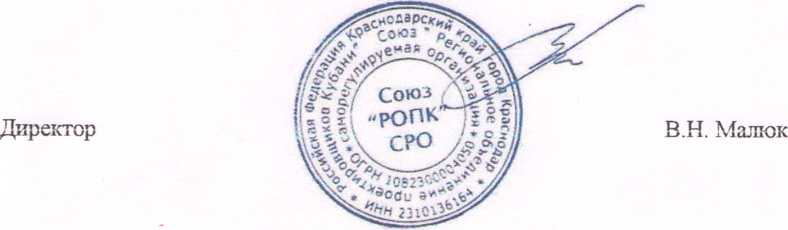 Директор
* Российская Федерация Краснодарский край город Краснодар
* ИНН 2310136164 *
Союз "Региональное объединение проектировщиков Кубани"
* саморегулируемая организация *
ОГРН 1082300004050
Союз
"РОПК"
СРО
В.Н. Малюк